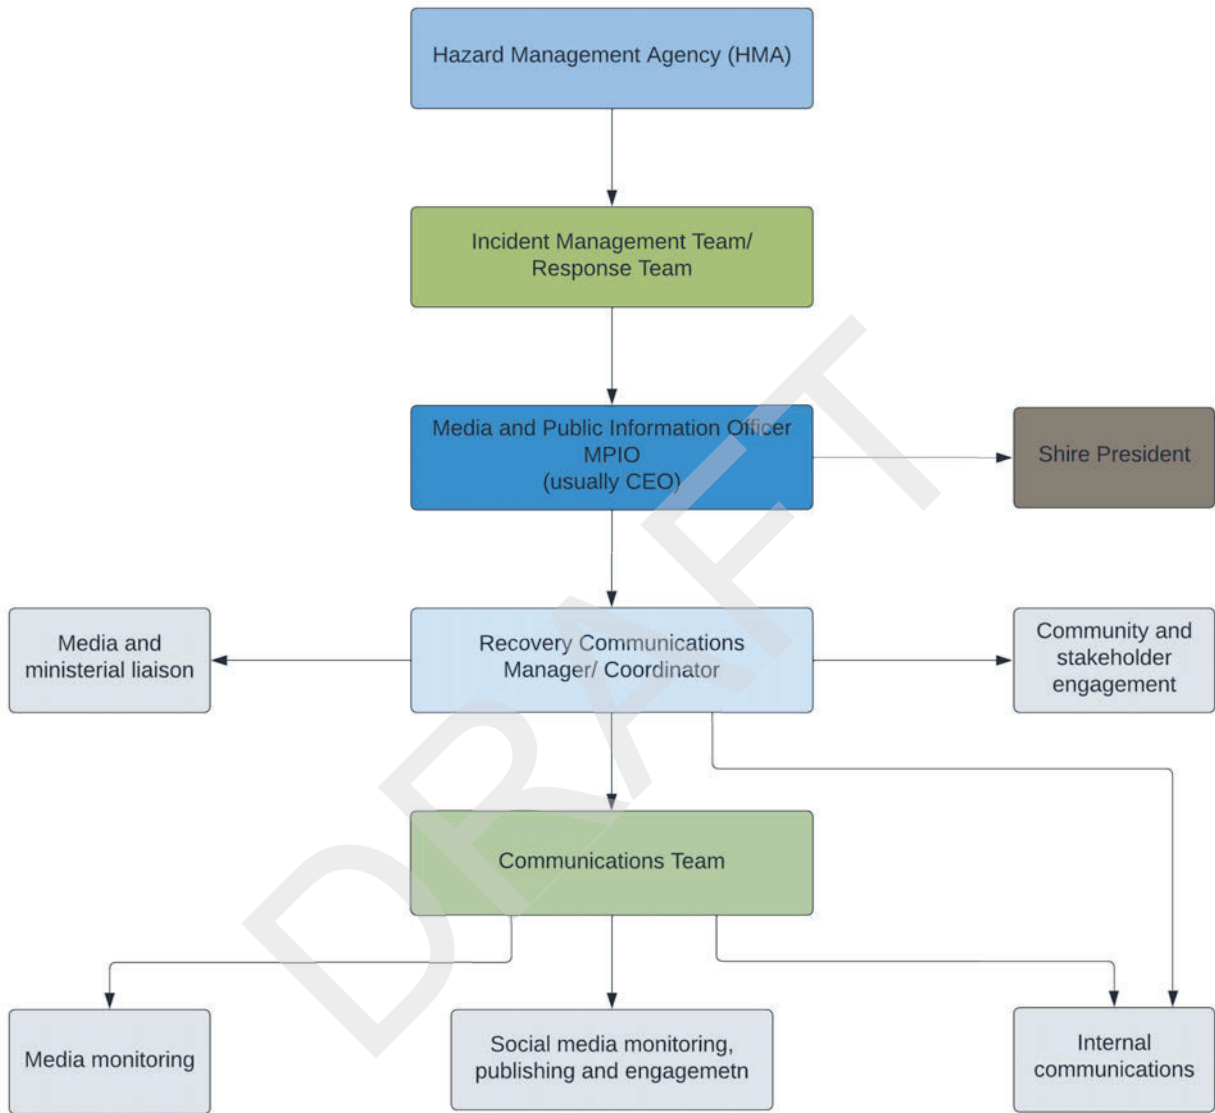 Hazard Management Agency (HMA)
Incident Management Team/
Response Team
Media and Public Information Officer
MPIO
(usually CEO)
Shire President
Media and
ministerial liaison
Recovery Communications
Manager/ Coordinator
Community and
stakeholder
engagement
Communications Team
Media monitoring
Social media monitoring,
publishing and engagemetn
Internal
communications
DRAFT